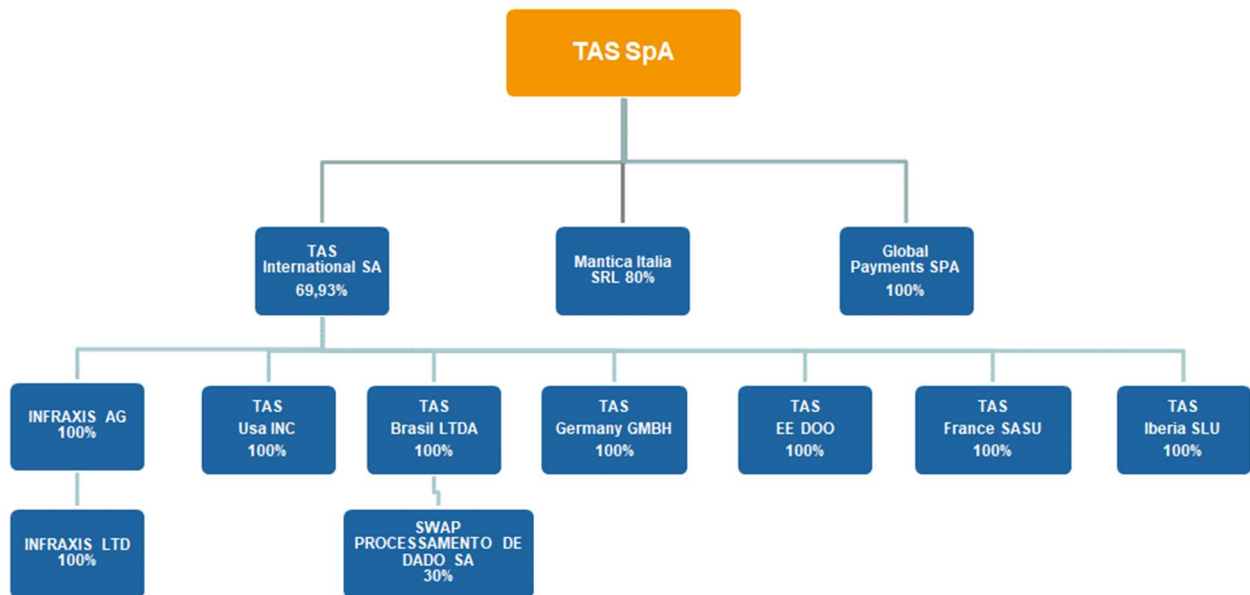 TAS SpA
TAS
International SA
69,93%
Mantica Italia
SRL 80%
Global
Payments SPA
100%
INFRAXIS AG
100%
TAS
Usa INC
100%
TAS
Brasil LTDA
100%
TAS
Germany GMBH
100%
TAS
EE DOO
100%
TAS
France SASU
100%
TAS
Iberia SLU
100%
INFRAXIS LTD
100%
SWAP
PROCESSAMENTO DE
DADO SA
30%